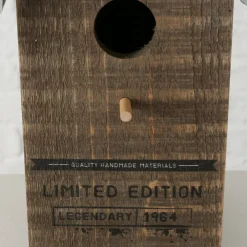 QUALITY HANDMADE MATERIALS
LIMITED EDITION
LEGENDARY 1964